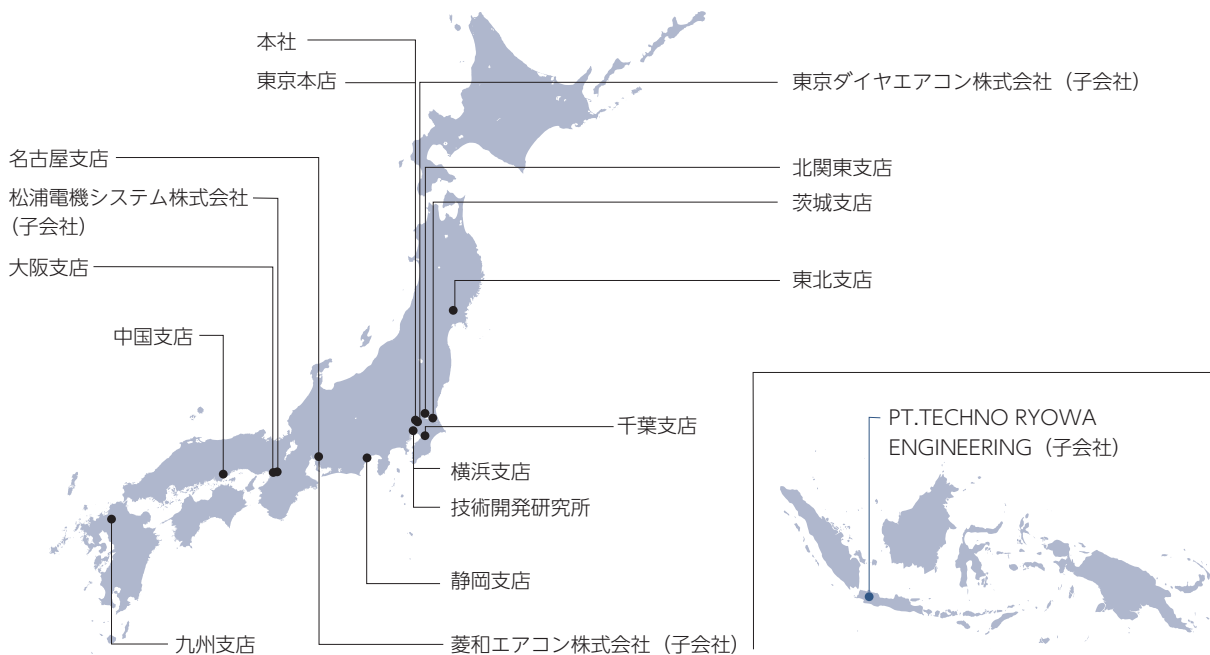 本社
東京本店
東京ダイヤエアコン株式会社（子会社）
名古屋支店
北関東支店
松浦電機システム株式会社
（子会社）
茨城支店
大阪支店
東北支店
中国支店
千葉支店
PT.TECHNO RYOWA
ENGINEERING（子会社）
横浜支店
技術開発研究所
静岡支店
九州支店
菱和エアコン株式会社（子会社）